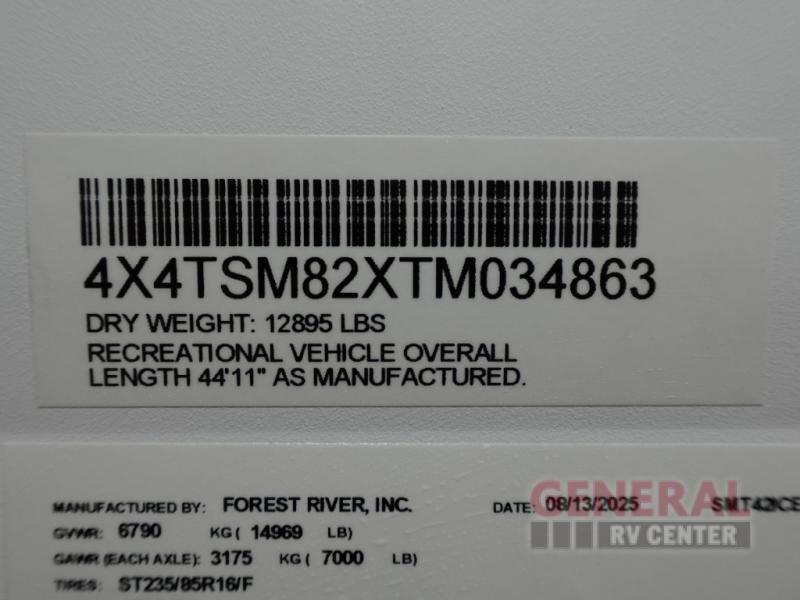 4X4TSM82XTM034863
DRY WEIGHT: 12895 LBS
RECREATIONAL VEHICLE OVERALL
LENGTH 44'11" AS MANUFACTURED.
MANUFACTURED BY: FOREST RIVER, INC. DATE: 08/13/2025
GVWR: 6790 KG ( 14969 LB)
GAWR (EACH AXLE): 3175 KG ( 7000 LB)
TIRES: ST235/85R16/F
GENERAL
RV CENTER